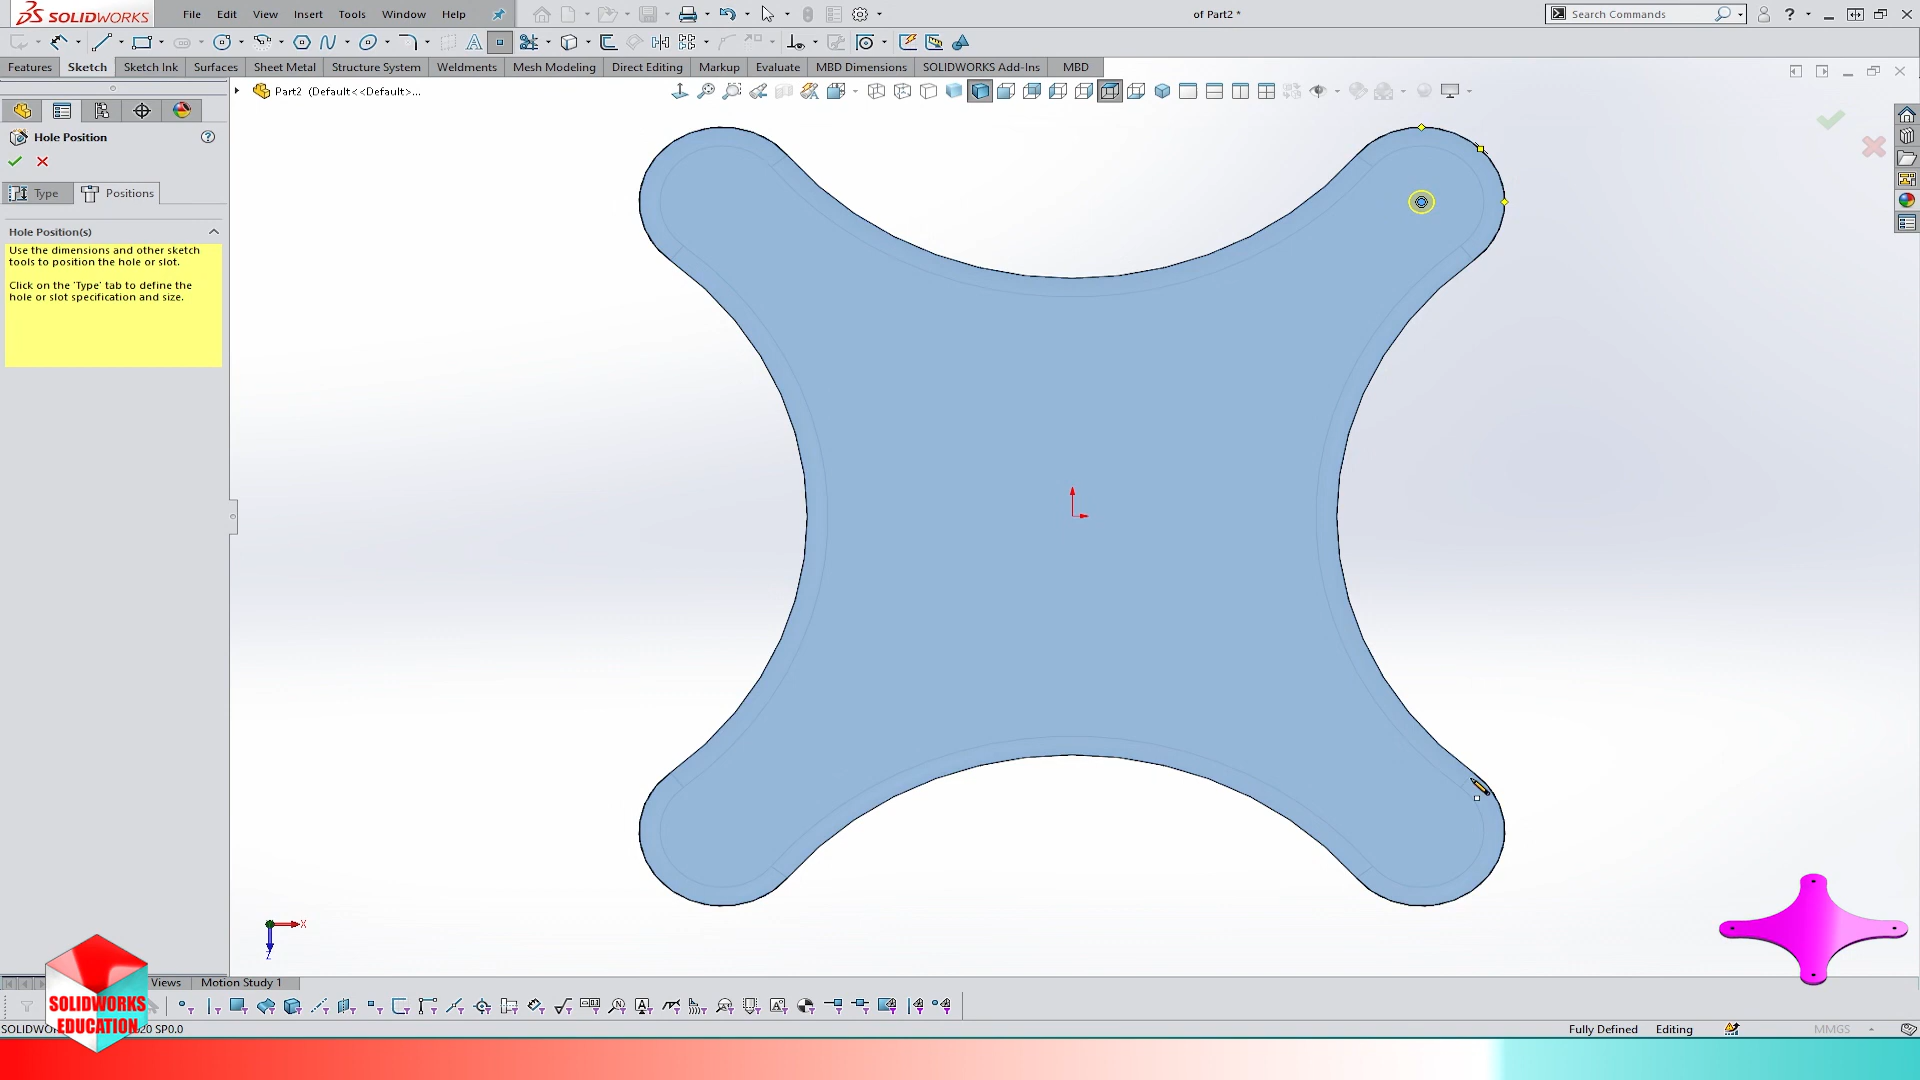 SOLIDWORKS
File Edit View Insert Tools Window Help
of Part2 *
Search Commands
Features Sketch Sketch Ink Surfaces Sheet Metal Structure System Weldments Mesh Modeling Direct Editing Markup Evaluate MBD Dimensions SOLIDWORKS Add-Ins MBD
Part2 (Default<<Default>...
Hole Position
Type Positions
Hole Position(s)
Use the dimensions and other sketch
tools to position the hole or slot.
Click on the 'Type' tab to define the
hole or slot specification and size.
X
Z
Views Motion Study 1
SOLIDWORKS
EDUCATION
20 SP0.0
Fully Defined Editing MMGS